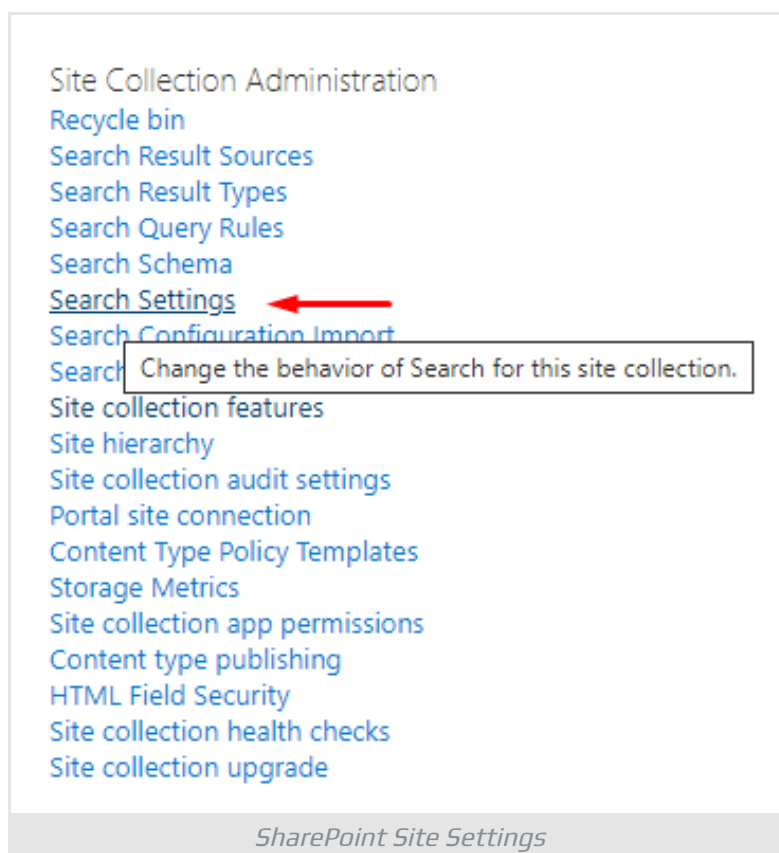 Site Collection Administration
Recycle bin
Search Result Sources
Search Result Types
Search Query Rules
Search Schema
Search Settings
Search Configuration Import
Search
Change the behavior of Search for this site collection.
Site collection features
Site hierarchy
Site collection audit settings
Portal site connection
Content Type Policy Templates
Storage Metrics
Site collection app permissions
Content type publishing
HTML Field Security
Site collection health checks
Site collection upgrade
SharePoint Site Settings